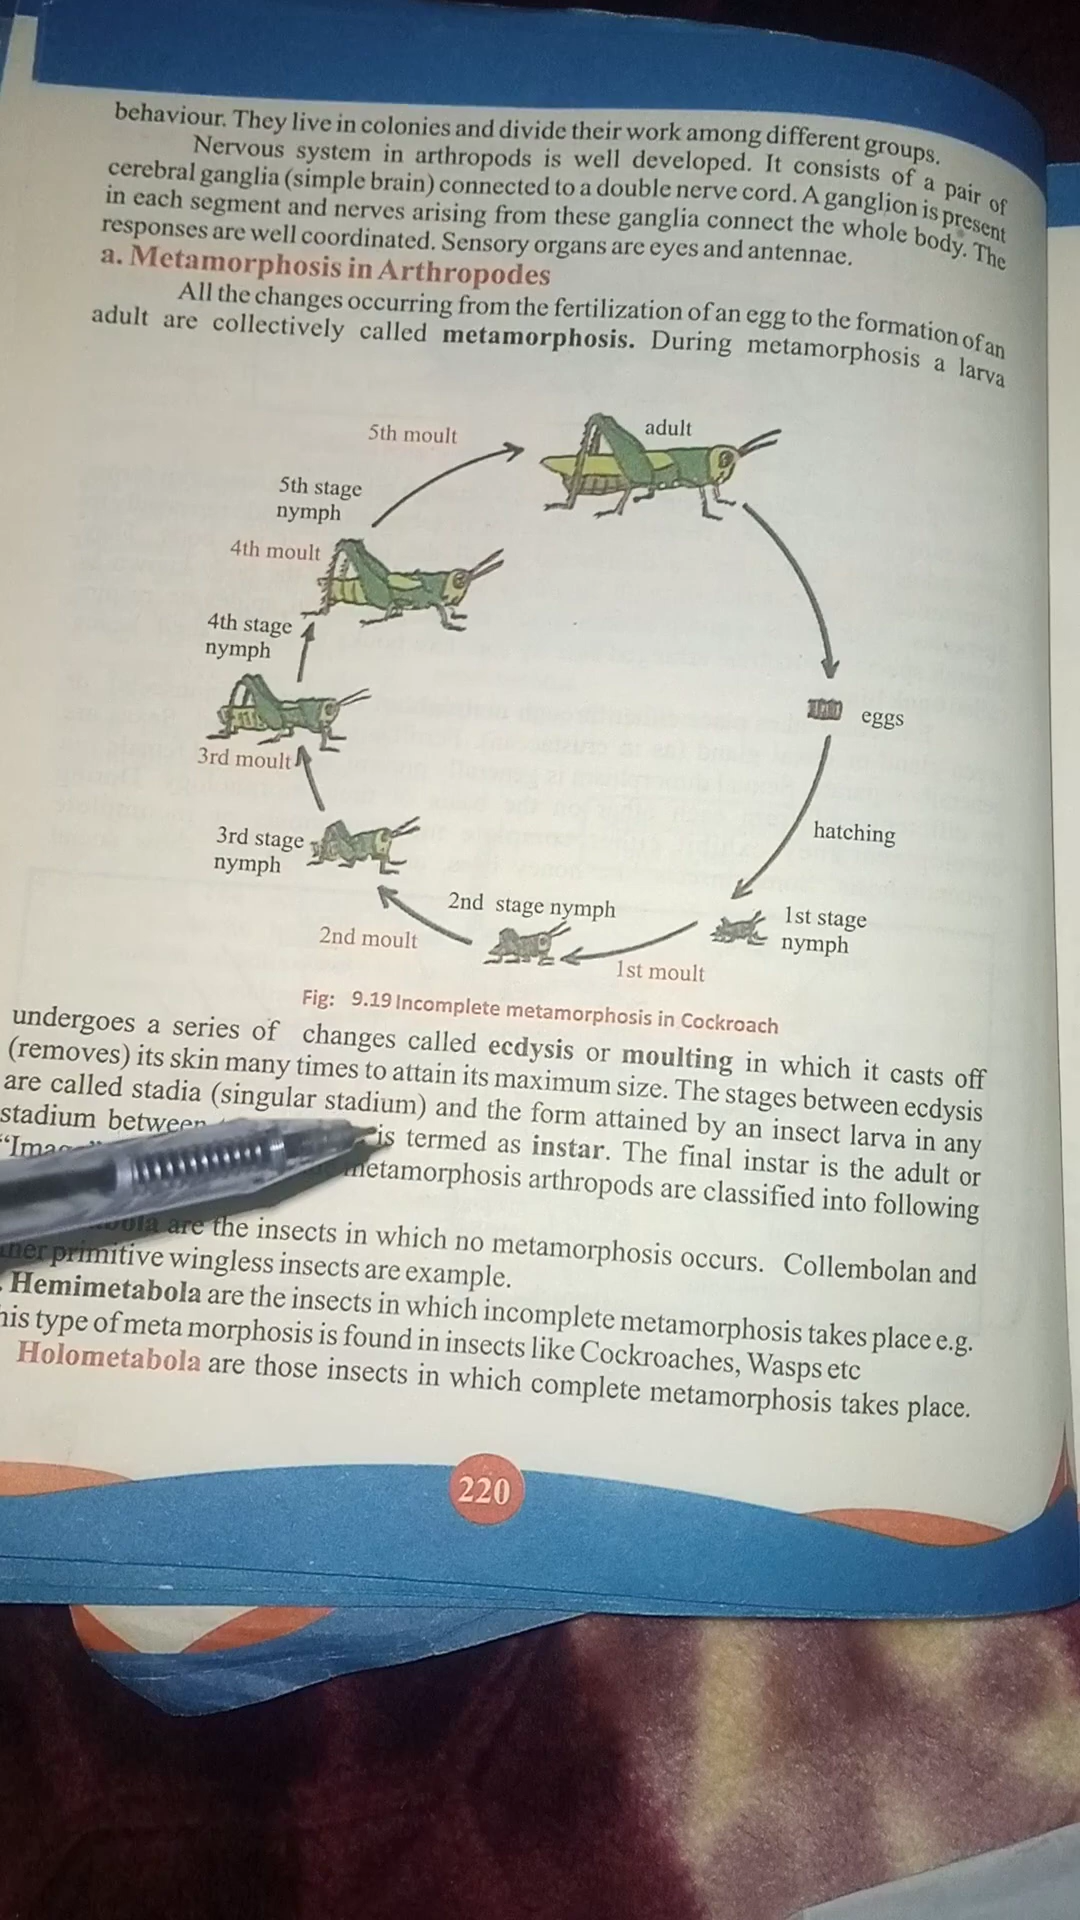 behaviour. They live in colonies and divide their work among different groups.
Nervous system in arthropods is well developed. It consists of a pair of
cerebral ganglia (simple brain) connected to a double nerve cord. A ganglion is present
in each segment and nerves arising from these ganglia connect the whole body. The
responses are well coordinated. Sensory organs are eyes and antennae.
a. Metamorphosis in Arthropodes
All the changes occurring from the fertilization of an egg to the formation of an
adult are collectively called metamorphosis. During metamorphosis a larva
adult
5th moult
5th stage
nymph
4th moult
4th stage
nymph
3rd moult
3rd stage
nymph
2nd moult
2nd stage nymph
1st moult
1st stage
nymph
hatching
eggs
Fig: 9.19 Incomplete metamorphosis in Cockroach
undergoes a series of changes called ecdysis or moulting in which it casts off
(removes) its skin many times to attain its maximum size. The stages between ecdysis
are called stadia (singular stadium) and the form attained by an insect larva in any
stadium between is termed as instar. The final instar is the adult or
metamorphosis arthropods are classified into following
are the insects in which no metamorphosis occurs. Collembolan and
primitive wingless insects are example.
Hemimetabola are the insects in which incomplete metamorphosis takes place e.g.
his type of meta morphosis is found in insects like Cockroaches, Wasps etc
Holometabola are those insects in which complete metamorphosis takes place.
220